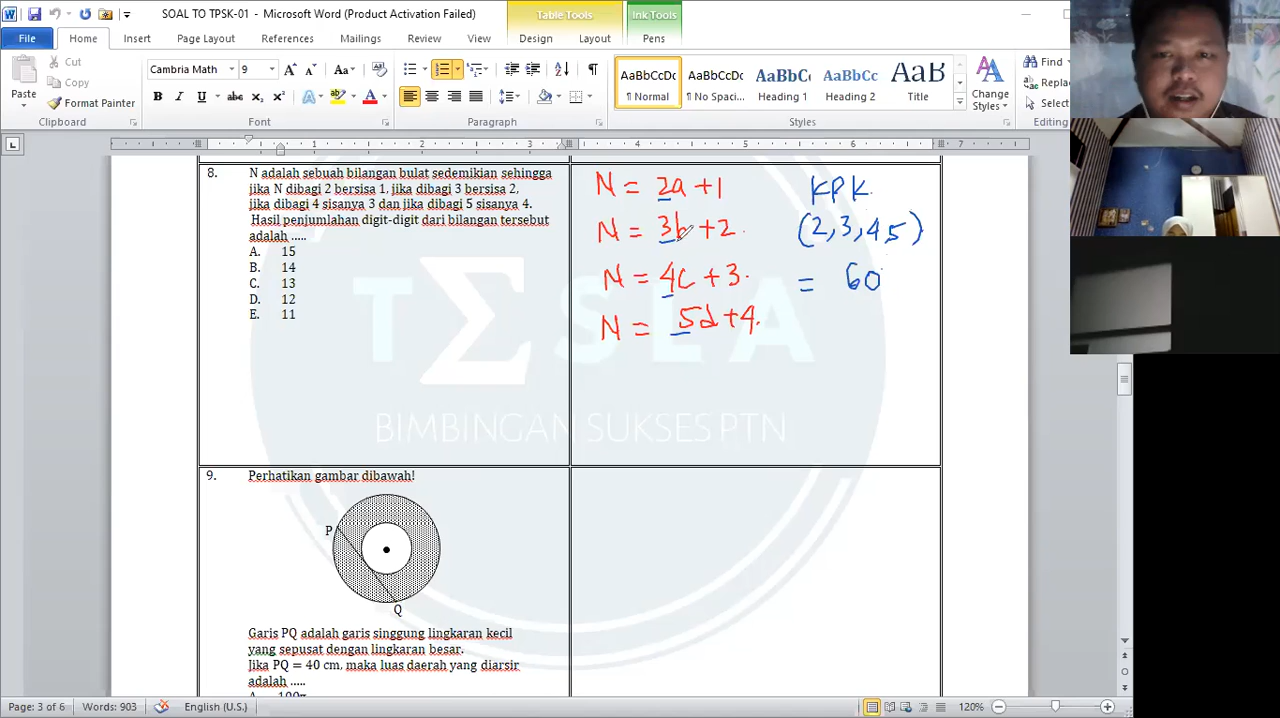 SOAL TO TPSK-01 - Microsoft Word (Product Activation Failed)
Table Tools
Ink Tools
File
Home
Insert
Page Layout
References
Mailings
Review
View
Design
Layout
Pens
Paste
Cut
Copy
Format Painter
Clipboard
Cambria Math
9
Font
Paragraph
AaBbCcDc
¶ Normal
AaBbCcDc
¶ No Spaci...
AaBbCc
Heading 1
AaBbCc
Heading 2
AaB
Title
Change
Styles
Styles
Find
Replace
Select
Editing
8. N adalah sebuah bilangan bulat sedemikian sehingga
jika N dibagi 2 bersisa 1, jika dibagi 3 bersisa 2,
jika dibagi 4 sisanya 3 dan jika dibagi 5 sisanya 4.
Hasil penjumlahan digit-digit dari bilangan tersebut
adalah .....
A. 15
B. 14
C. 13
D. 12
E. 11
N = 2a + 1
N = 3b + 2
N = 4c + 3
N = 5d + 4
KPK
(2, 3, 4 5)
= 60
TΣSLA
BIMBINGAN SUKSES PTN
9. Perhatikan gambar dibawah!
P
Q
Garis PQ adalah garis singgung lingkaran kecil
yang sepusat dengan lingkaran besar.
Jika PQ = 40 cm, maka luas daerah yang diarsir
adalah .....
Page: 3 of 6
Words: 903
English (U.S.)
120%